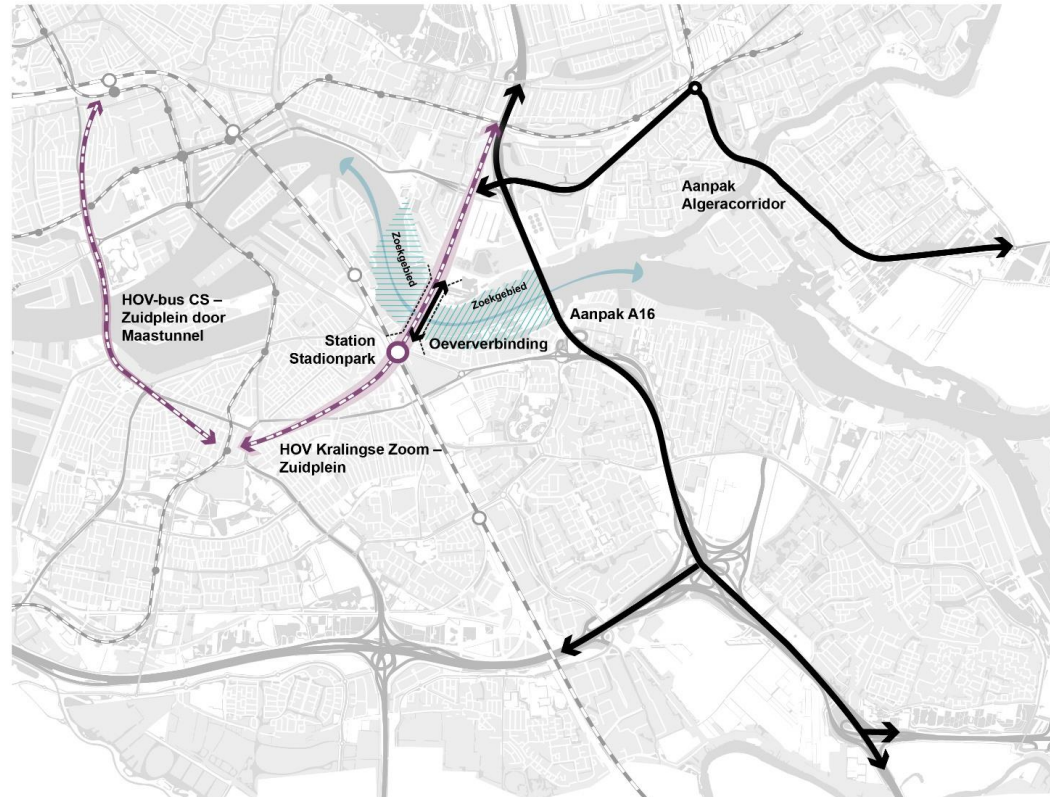 Aanpak
Algeracorridor
Zoekgebied
Zoekgebied
HOV-bus CS –
Zuidplein door
Maastunnel
Station
Stadionpark
Oeververbinding
Aanpak A16
HOV Kralingse Zoom –
Zuidplein